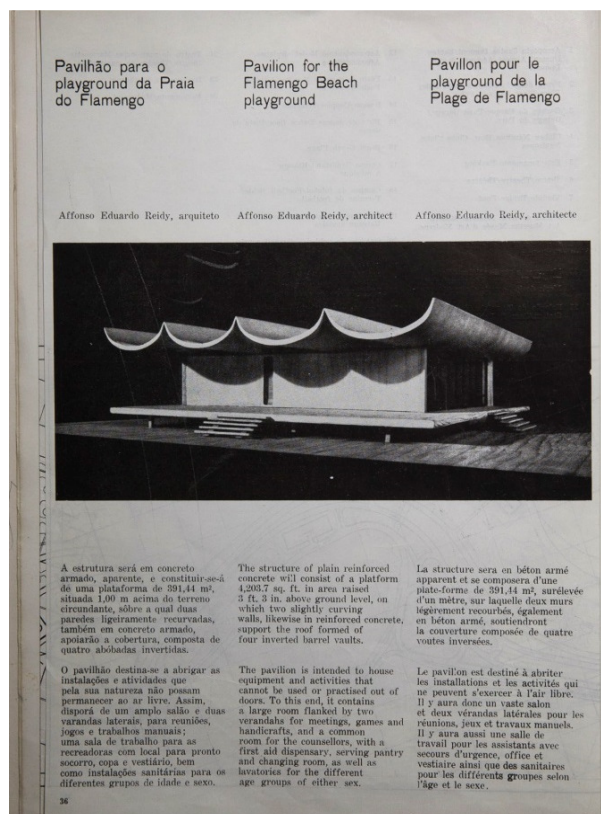 Pavilhão para o
playground da Praia
do Flamengo
Pavilion for the
Flamengo Beach
playground
Pavillon pour le
playground de la
Plage de Flamengo
Affonso Eduardo Reidy, arquiteto
Affonso Eduardo Reidy, architect
Affonso Eduardo Reidy, architecte
A estrutura será em concreto
armado, aparente, e constituir-se-á
de uma plataforma de 391,44 m²,
situada 1,00 m acima do terreno
circundante, sôbre a qual duas
paredes ligeiramente recurvadas,
também em concreto armado,
apoiarão a cobertura, composta de
quatro abóbadas invertidas.
O pavilhão destina-se a abrigar as
instalações e atividades que
pela sua natureza não possam
permanecer ao ar livre. Assim,
disporá de um amplo salão e duas
varandas laterais, para reuniões,
jogos e trabalhos manuais;
uma sala de trabalho para as
recreadoras com local para pronto
socorro, copa e vestiário, bem
como instalações sanitárias para os
diferentes grupos de idade e sexo.
The structure of plain reinforced
concrete will consist of a platform
4,203.7 sq. ft. in area raised
3 ft. 3 in. above ground level, on
which two slightly curving
walls, likewise in reinforced concrete,
support the roof formed of
four inverted barrel vaults.
The pavilion is intended to house
equipment and activities that
cannot be used or practised out of
doors. To this end, it contains
a large room flanked by two
verandahs for meetings, games and
handicrafts, and a common
room for the counsellors, with a
first aid dispensary, serving pantry
and changing room, as well as
lavatories for the different
age groups of either sex.
La structure sera en béton armé
apparent et se composera d'une
plate-forme de 391,44 m², surélevée
d'un mètre, sur laquelle deux murs
légèrement recourbés, également
en béton armé, soutiendront
la couverture composée de quatre
voutes inversées.
Le pavillon est destiné à abriter
les installations et les activités qui
ne peuvent s'exercer à l'air libre.
Il y aura donc un vaste salon
et deux vérandas latérales pour les
réunions, jeux et travaux manuels.
Il y aura aussi une salle de
travail pour les assistants avec
secours d'urgence, office et
vestiaire ainsi que des sanitaires
pour les différents groupes selon
l'âge et le sexe.
36